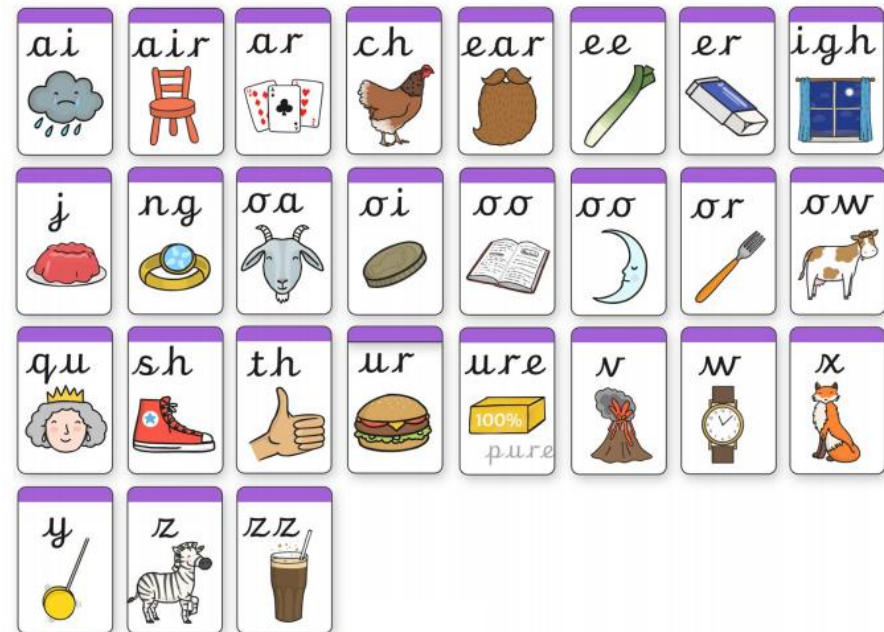 ai air ar ch ear ee er igh
j ng oa oi oo oo or ow
qu sh th ur ure v w x
100%
pure
y z zz